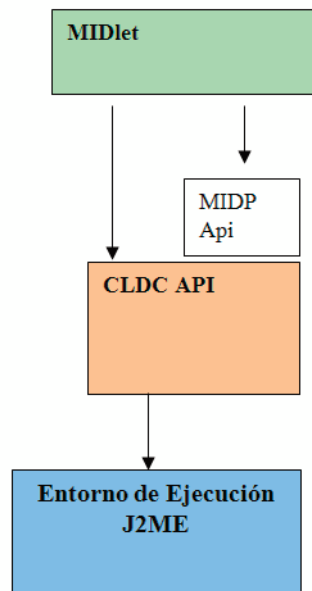 MIDlet
MIDP
Api
CLDC API
Entorno de Ejecución
J2ME